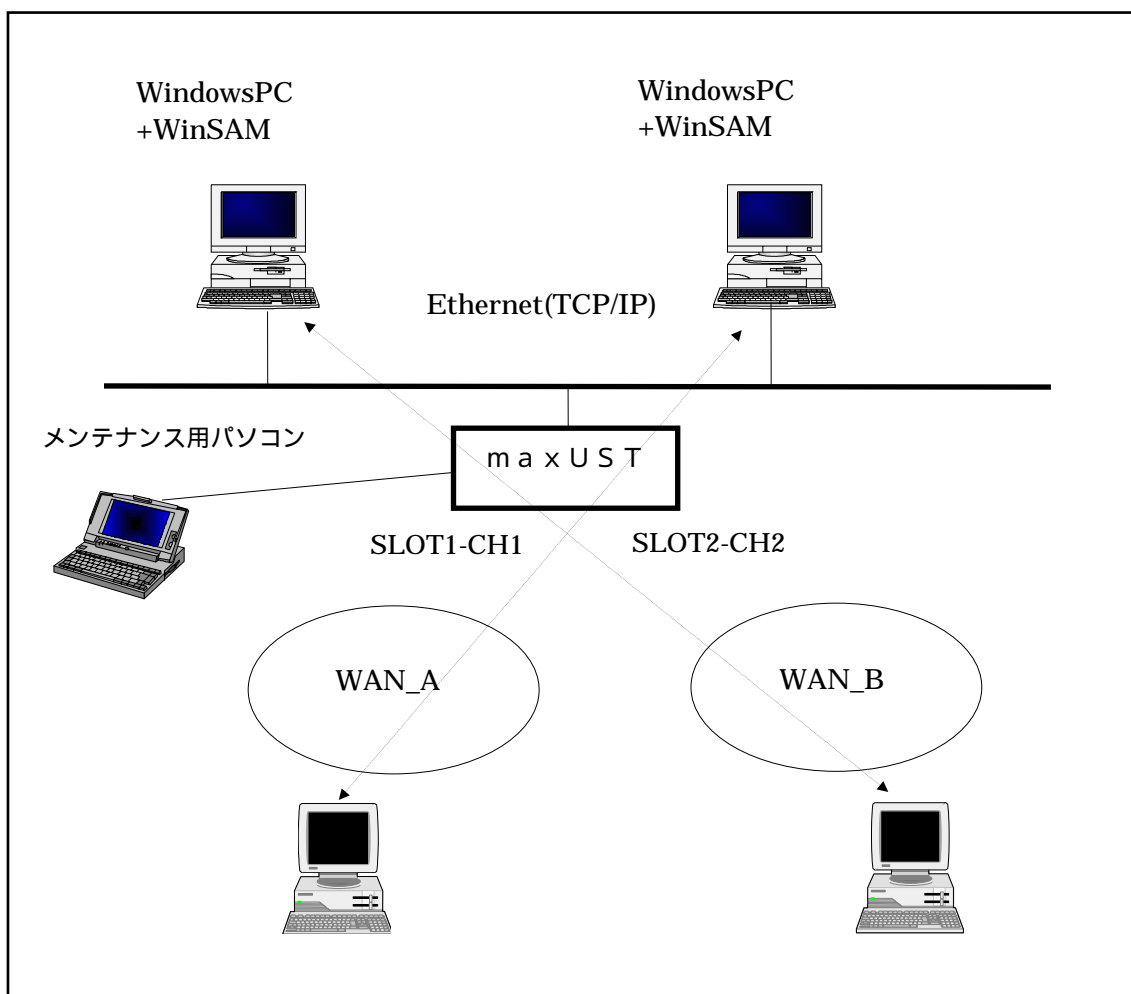 WindowsPC
+WinSAM
WindowsPC
+WinSAM
Ethernet(TCP/IP)
メンテナンス用パソコン
ｍａｘＵＳＴ
SLOT1-CH1
SLOT2-CH2
WAN_A
WAN_B